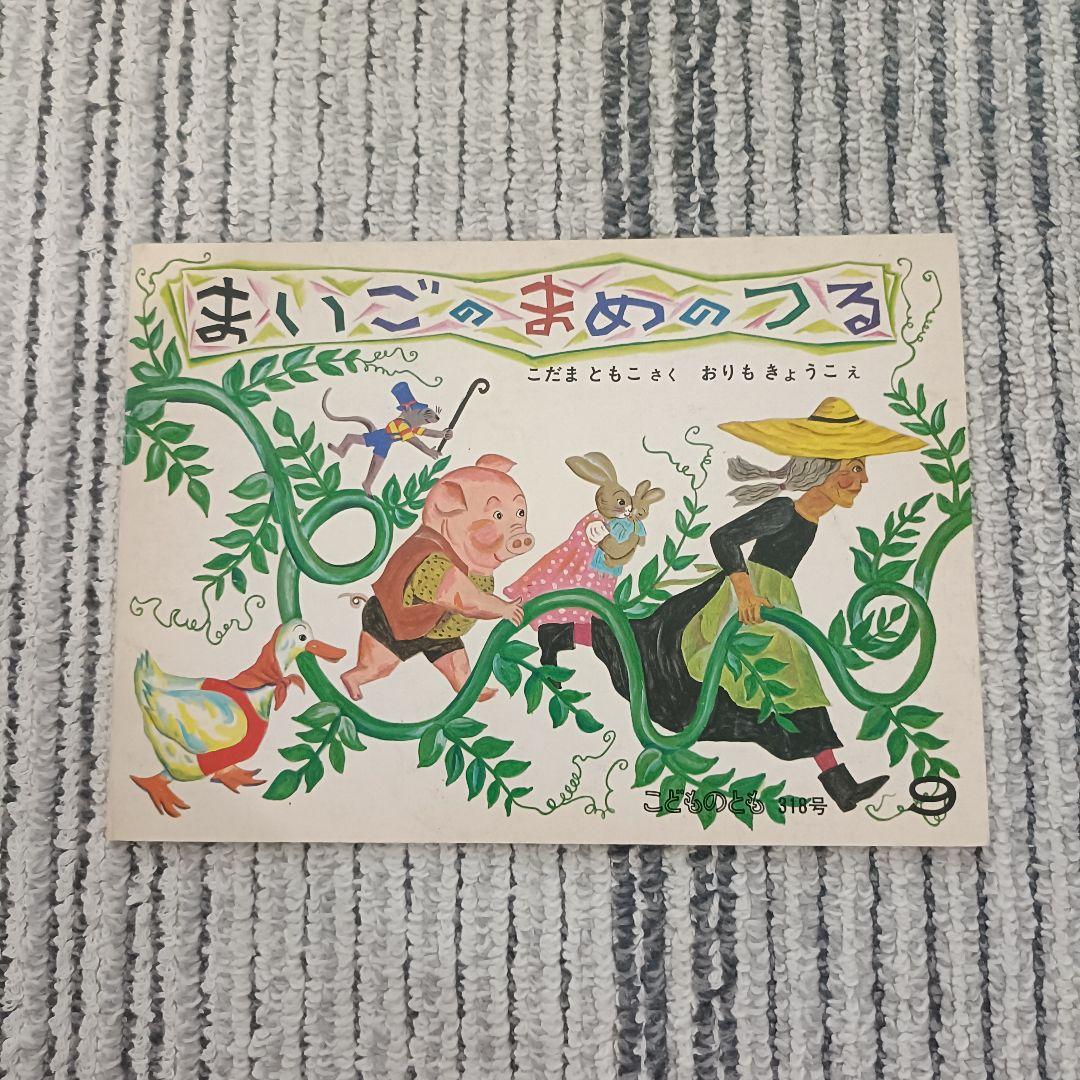 まいごのまめのつる
こだま ともこ さく おりも きょうこ え
こどものとも 318号
9